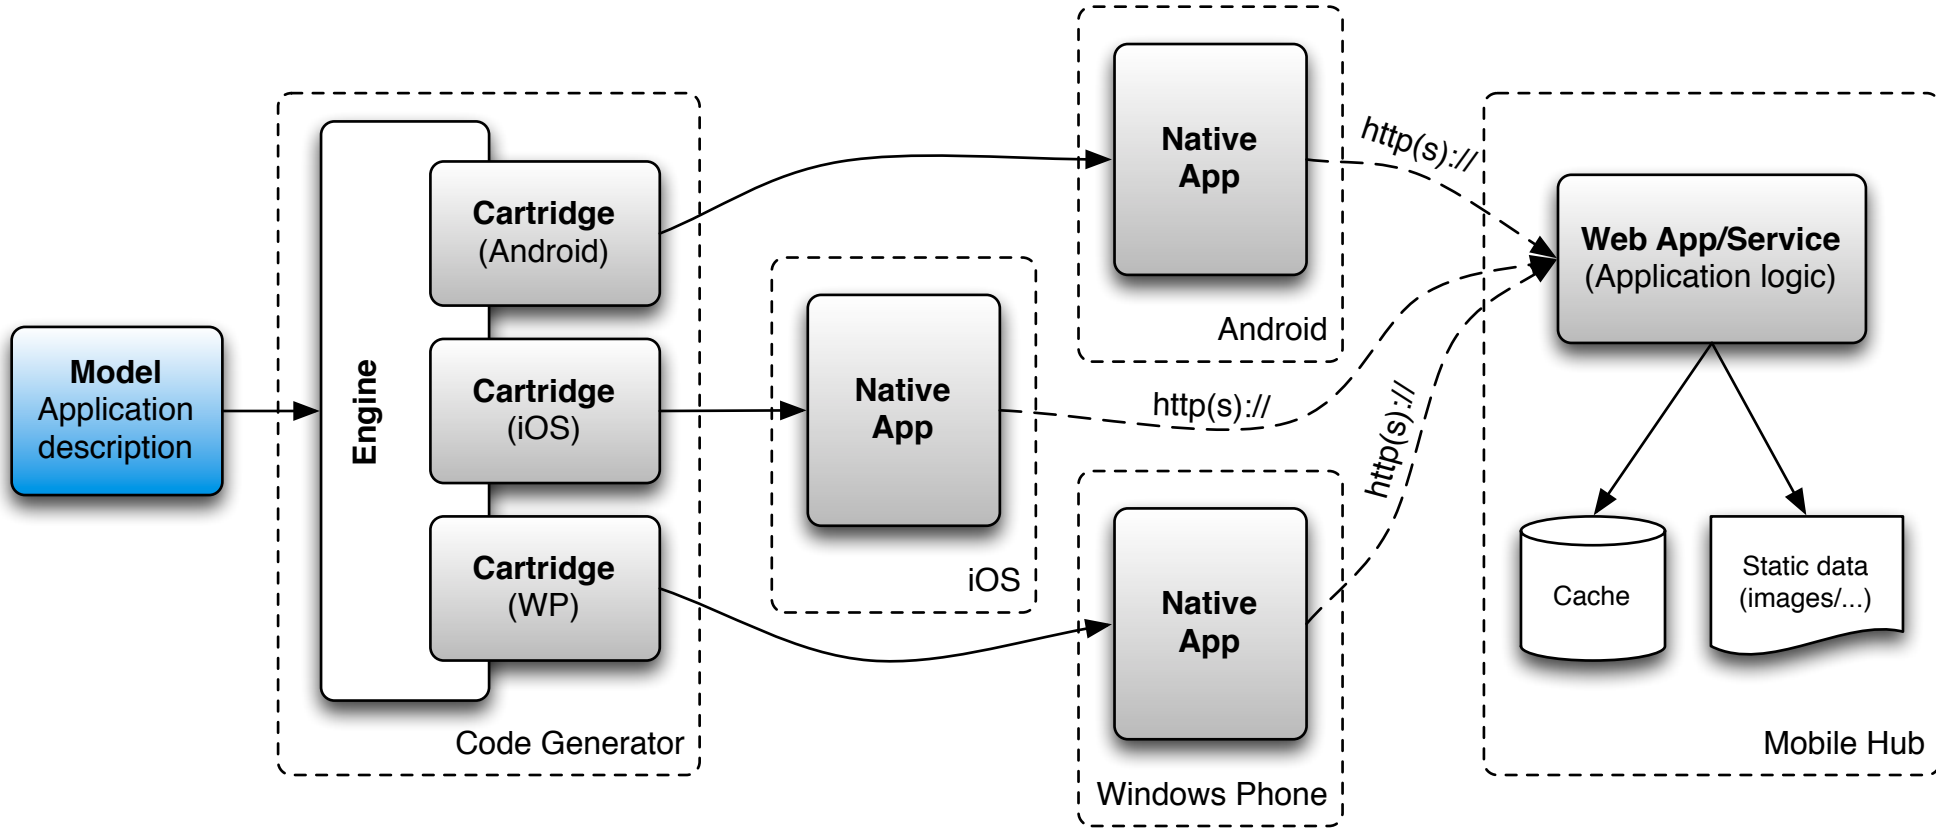 Model
Application
description
Engine
Cartridge
(Android)
Cartridge
(iOS)
Cartridge
(WP)
Code Generator
Native
App
iOS
Native
App
Android
Native
App
Windows Phone
http(s)://
http(s)://
http(s)://
Web App/Service
(Application logic)
Cache
Static data
(images/...)
Mobile Hub